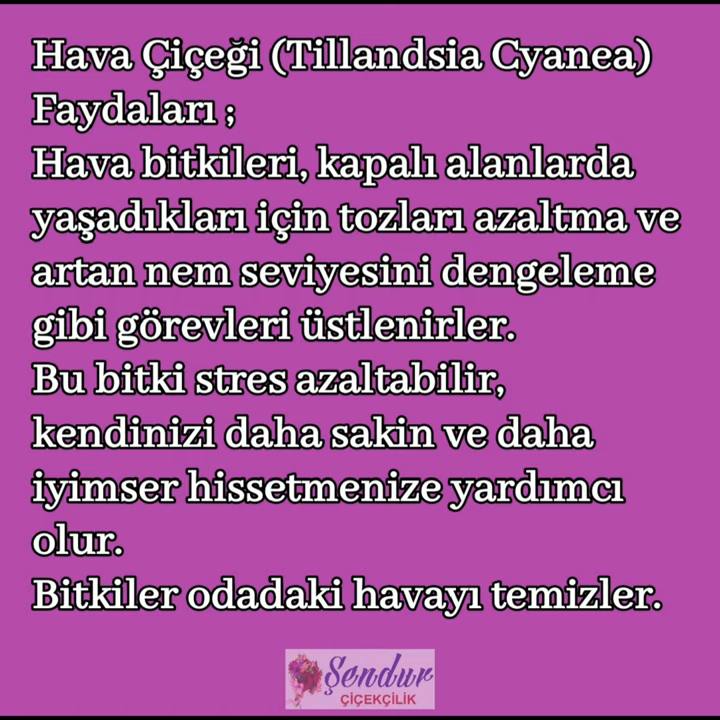 Hava Çiçeği (Tillandsia Cyanea)
Faydaları ;
Hava bitkileri, kapalı alanlarda
yaşadıkları için tozları azaltma ve
artan nem seviyesini dengeleme
gibi görevleri üstlenirler.
Bu bitki stres azaltabilir,
kendinizi daha sakin ve daha
iyimser hissetmenize yardımcı
olur.
Bitkiler odadaki havayı temizler.
Şendur
ÇİÇEKÇİLİK